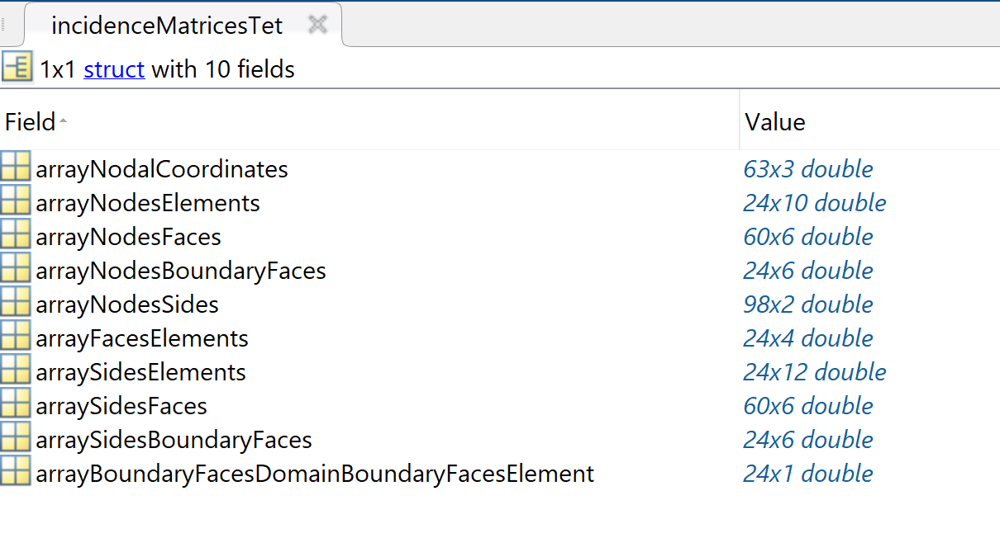 incidenceMatricesTet
1x1 struct with 10 fields
Field Value
arrayNodalCoordinates 63x3 double
arrayNodesElements 24x10 double
arrayNodesFaces 60x6 double
arrayNodesBoundaryFaces 24x6 double
arrayNodesSides 98x2 double
arrayFacesElements 24x4 double
arraySidesElements 24x12 double
arraySidesFaces 60x6 double
arraySidesBoundaryFaces 24x6 double
arrayBoundaryFacesDomainBoundaryFacesElement 24x1 double